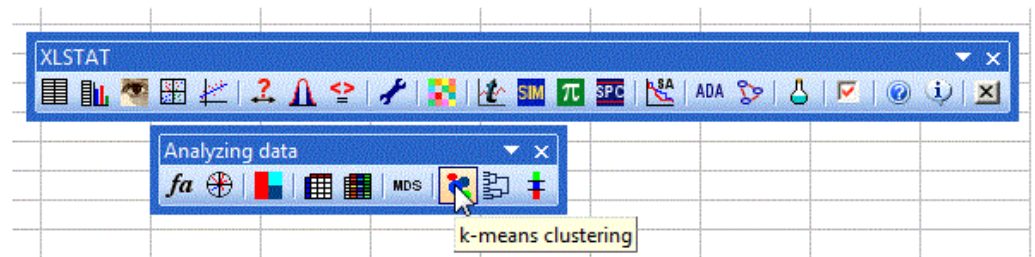 XLSTAT
? <=> SIM π SPC SA ADA ? i
Analyzing data
fa MDS
k-means clustering